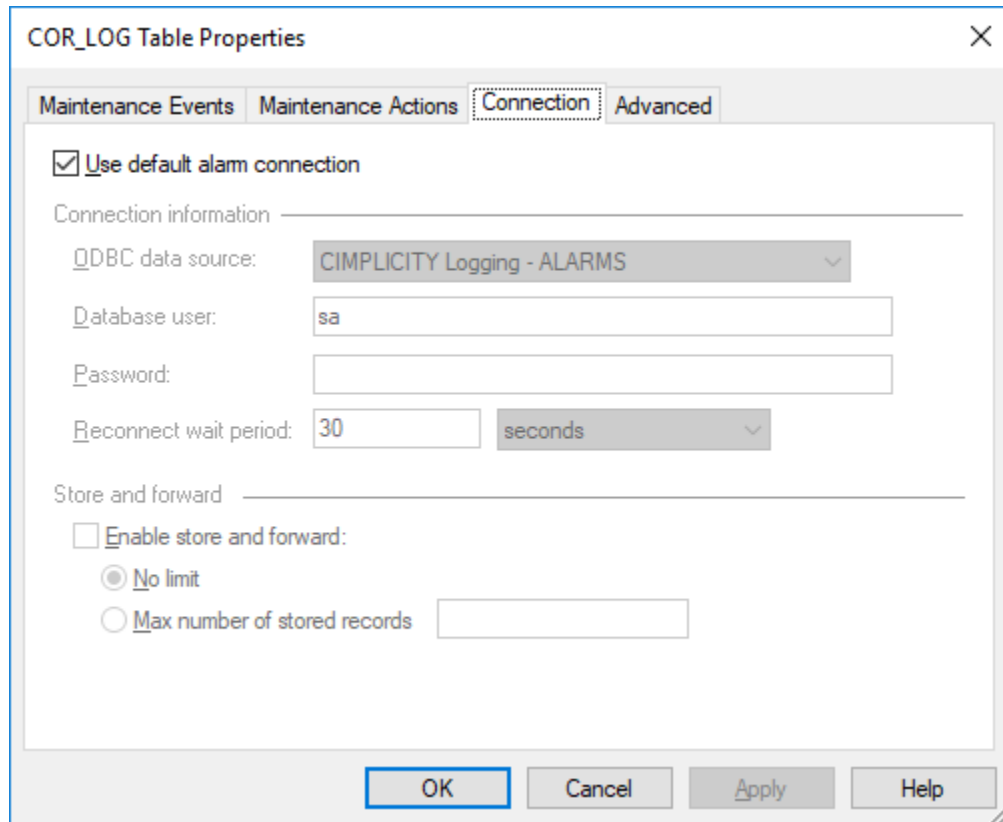 COR_LOG Table Properties
Maintenance Events Maintenance Actions Connection Advanced
Use default alarm connection
Connection information
ODBC data source: CIMPLICITY Logging - ALARMS
Database user: sa
Password:
Reconnect wait period: 30 seconds
Store and forward
Enable store and forward:
No limit
Max number of stored records
OK Cancel Apply Help